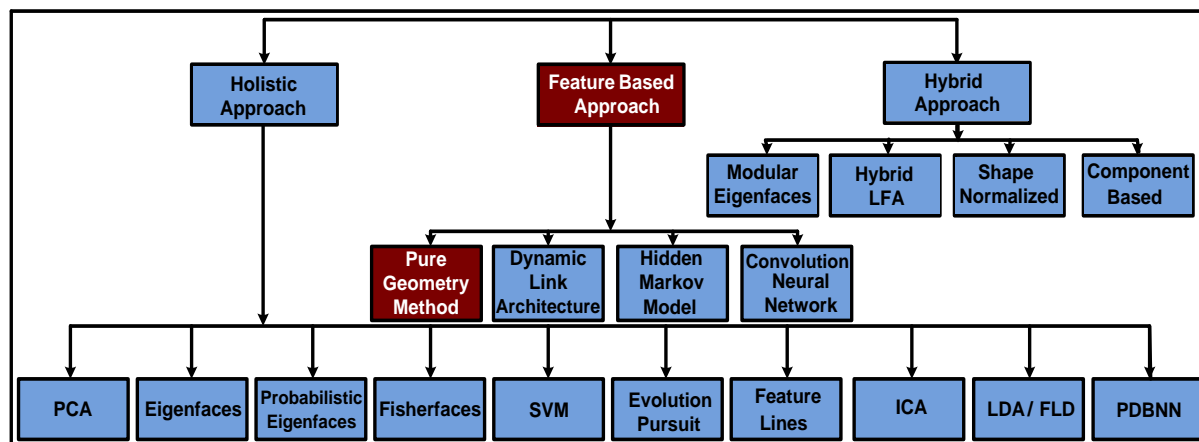 Holistic
Approach
Feature Based
Approach
Hybrid
Approach
Modular
Eigenfaces
Hybrid
LFA
Shape
Normalized
Component
Based
Pure
Geometry
Method
Dynamic
Link
Architecture
Hidden
Markov
Model
Convolution
Neural
Network
PCA
Eigenfaces
Probabilistic
Eigenfaces
Fisherfaces
SVM
Evolution
Pursuit
Feature
Lines
ICA
LDA / FLD
PDBNN